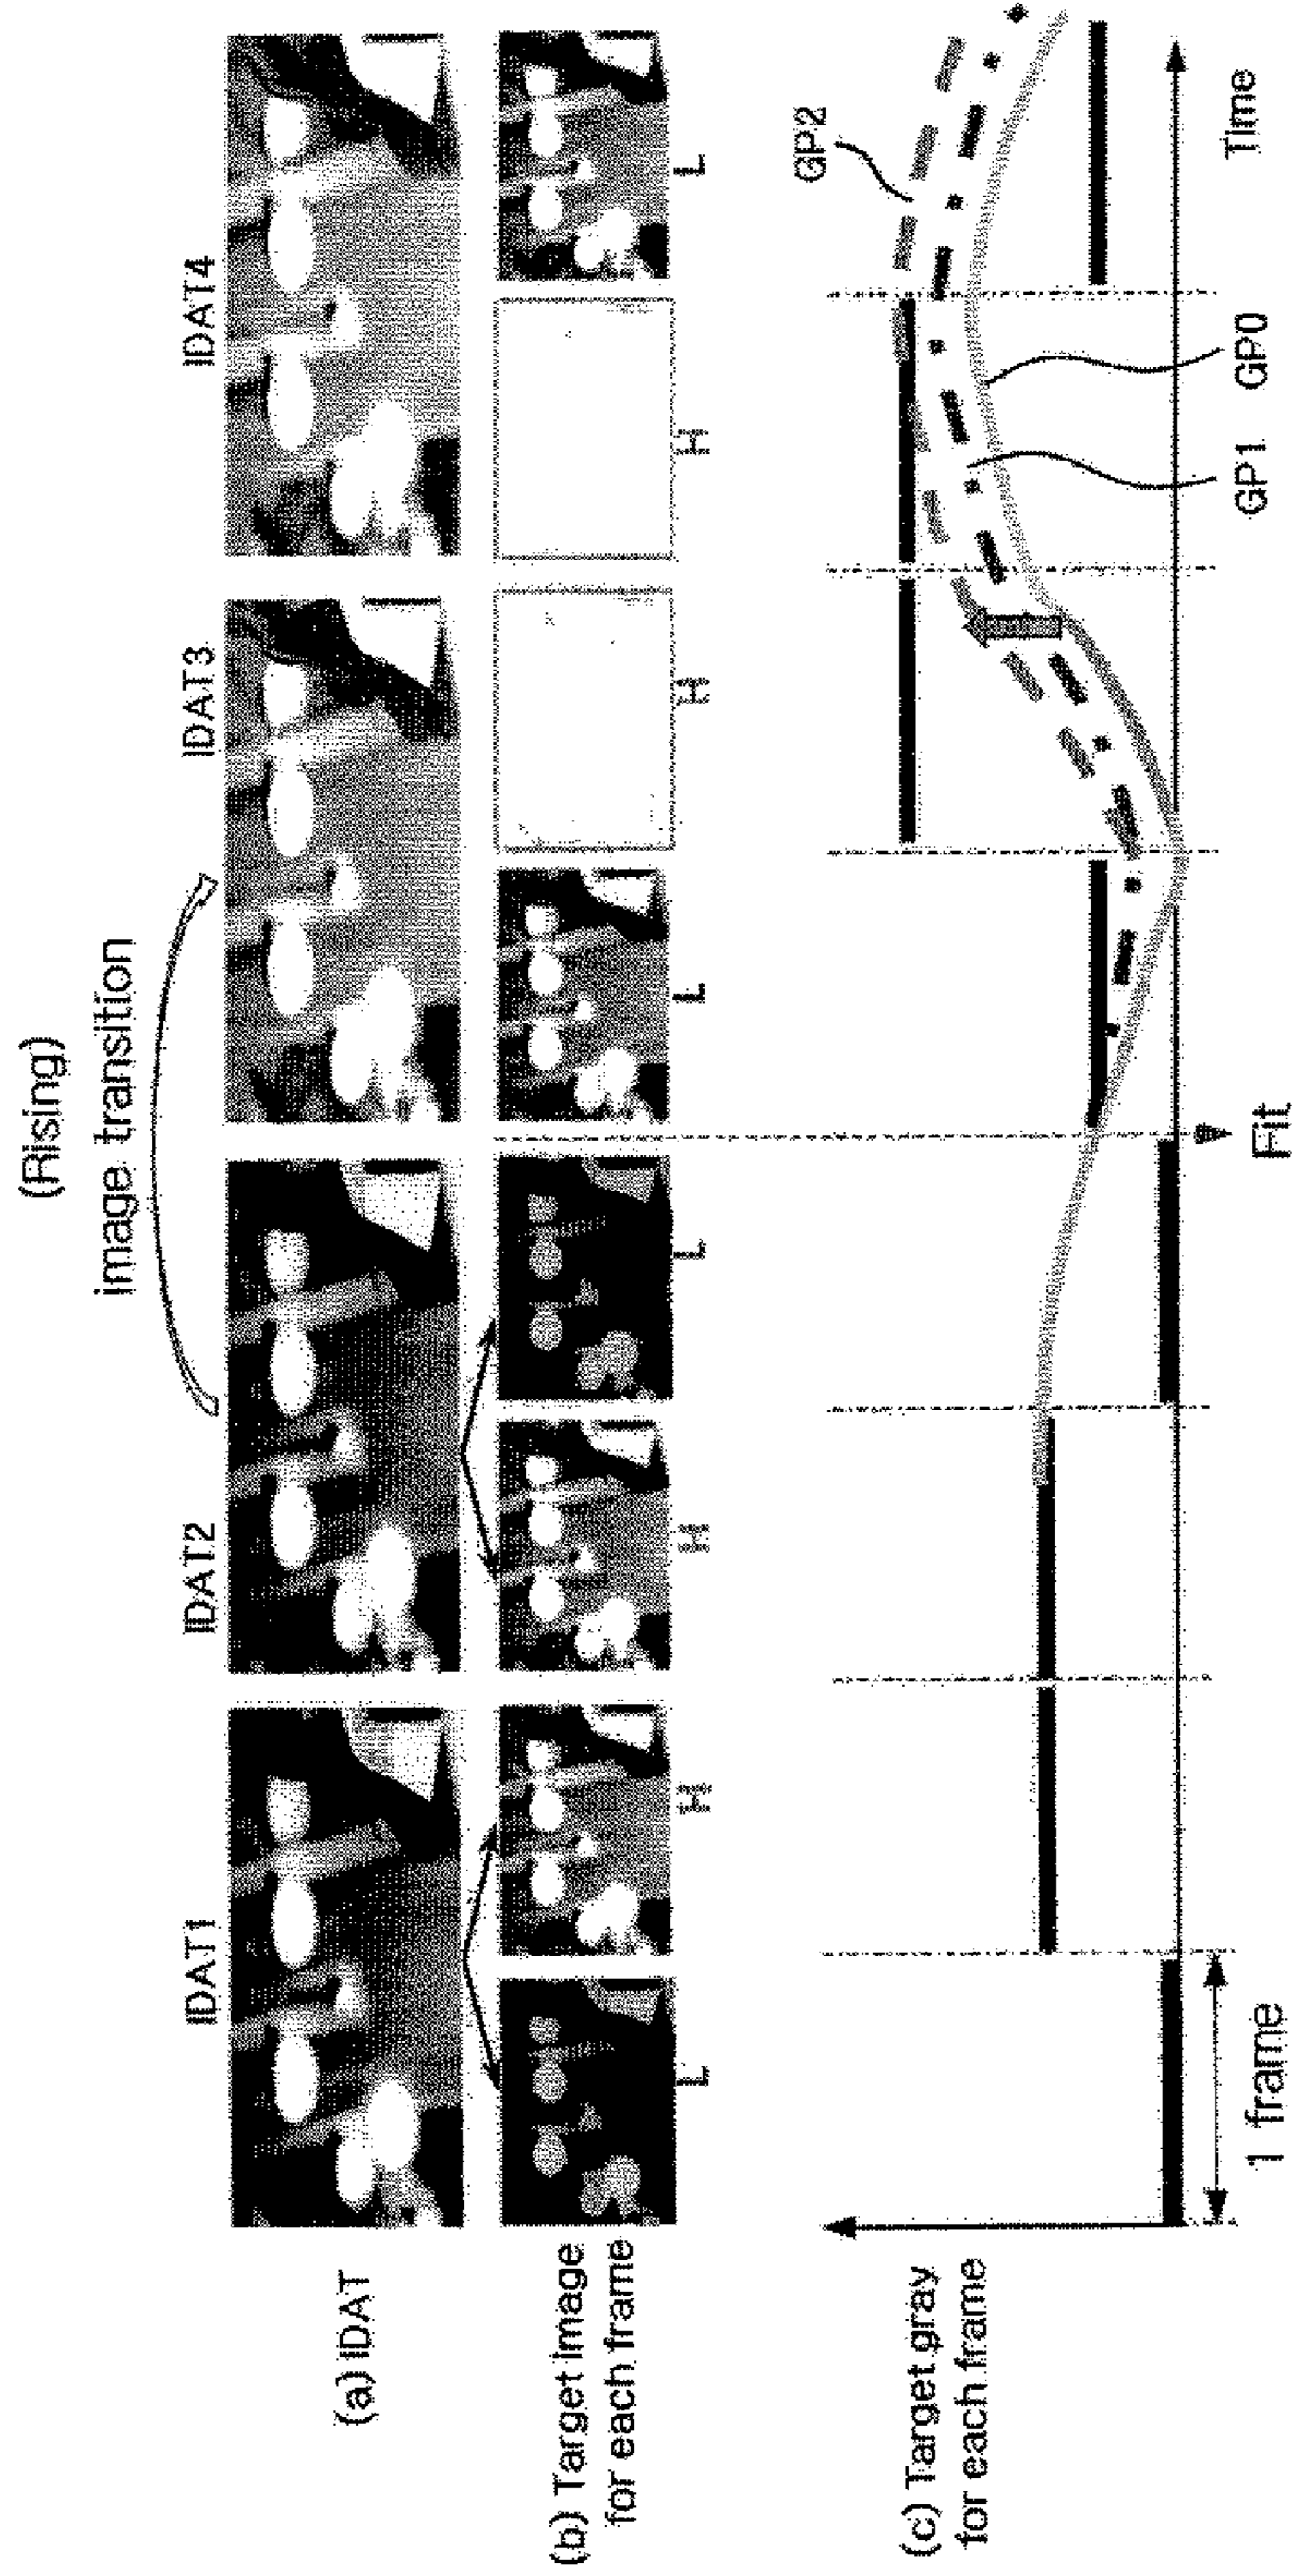 (Rising)
Image transition
IDAT1
IDAT2
IDAT3
IDAT4
(a) IDAT
(b) Target image
for each frame
L
H
H
L
L
H
H
L
(c) Target gray
for each frame
GP2
1 frame
Fit
GP1
GP0
Time